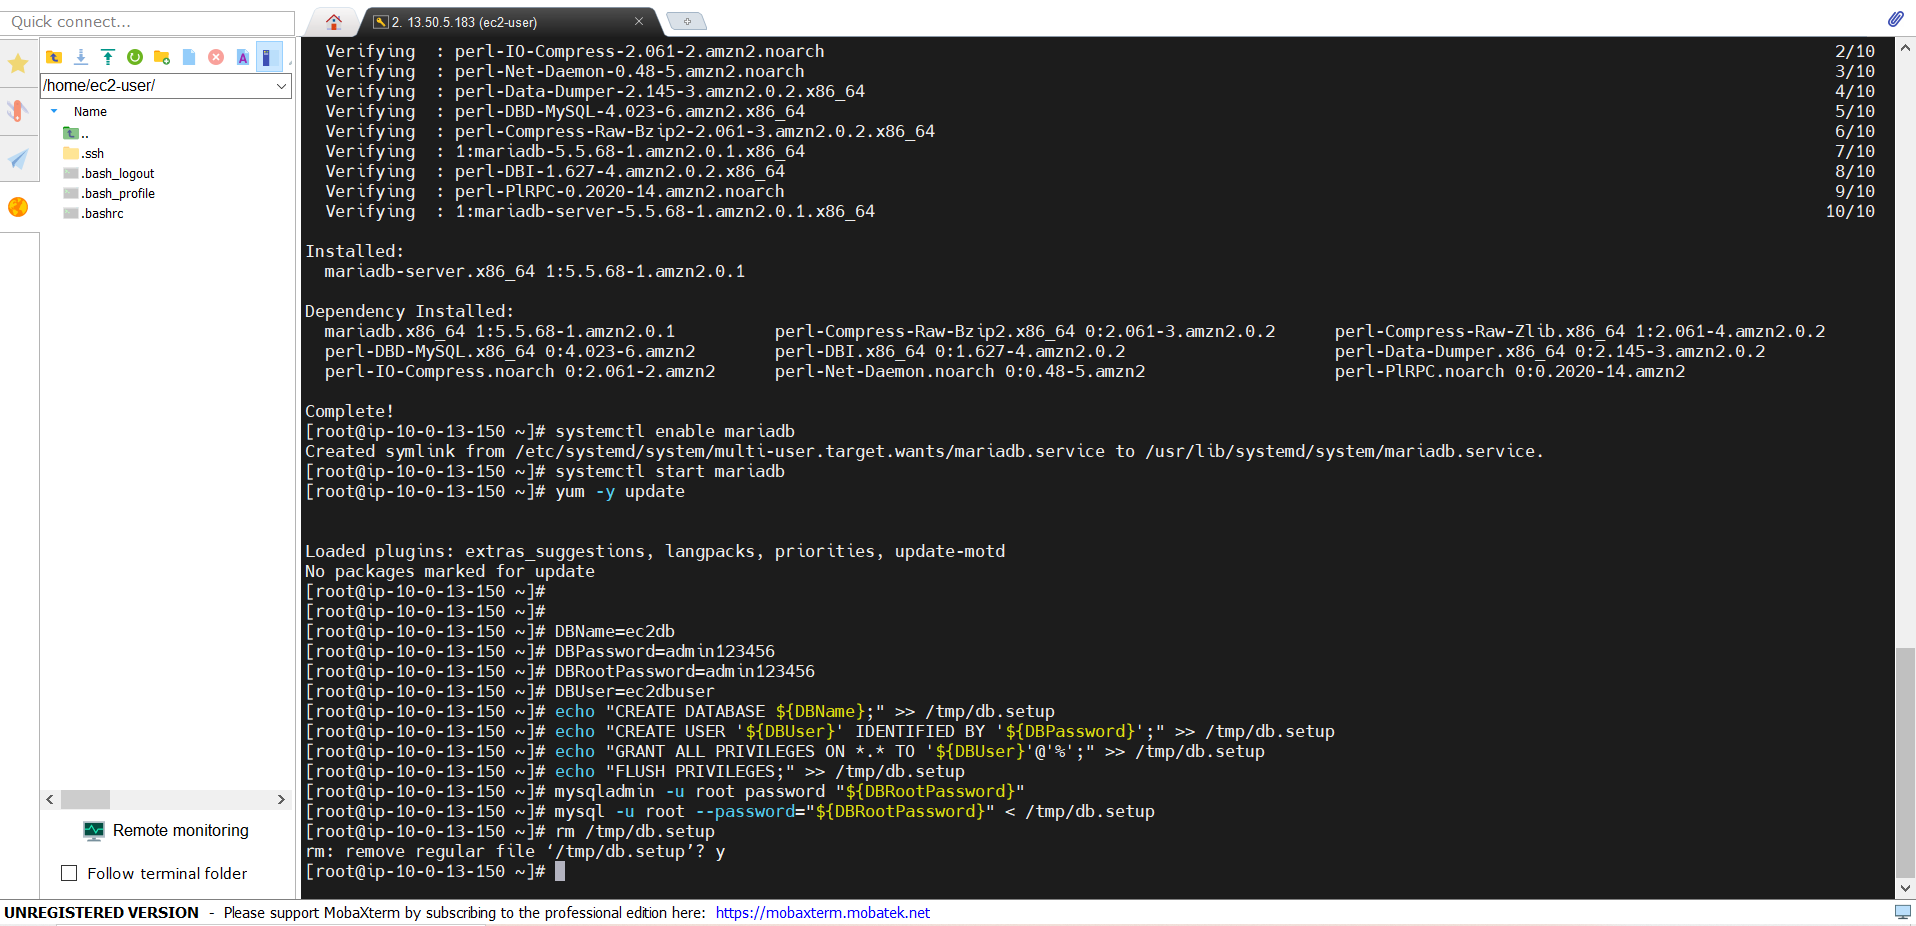 Quick connect...
2. 13.50.5.183 (ec2-user)
/home/ec2-user/
Name
..
.ssh
.bash_logout
.bash_profile
.bashrc
Remote monitoring
Follow terminal folder
Verifying  : perl-IO-Compress-2.061-2.amzn2.noarch 2/10
Verifying  : perl-Net-Daemon-0.48-5.amzn2.noarch 3/10
Verifying  : perl-Data-Dumper-2.145-3.amzn2.0.2.x86_64 4/10
Verifying  : perl-DBD-MySQL-4.023-6.amzn2.x86_64 5/10
Verifying  : perl-Compress-Raw-Bzip2-2.061-3.amzn2.0.2.x86_64 6/10
Verifying  : 1:mariadb-5.5.68-1.amzn2.0.1.x86_64 7/10
Verifying  : perl-DBI-1.627-4.amzn2.0.2.x86_64 8/10
Verifying  : perl-PlRPC-0.2020-14.amzn2.noarch 9/10
Verifying  : 1:mariadb-server-5.5.68-1.amzn2.0.1.x86_64 10/10
Installed:
mariadb-server.x86_64 1:5.5.68-1.amzn2.0.1
Dependency Installed:
mariadb.x86_64 1:5.5.68-1.amzn2.0.1 perl-Compress-Raw-Bzip2.x86_64 0:2.061-3.amzn2.0.2 perl-Compress-Raw-Zlib.x86_64 1:2.061-4.amzn2.0.2
perl-DBD-MySQL.x86_64 0:4.023-6.amzn2 perl-DBI.x86_64 0:1.627-4.amzn2.0.2 perl-Data-Dumper.x86_64 0:2.145-3.amzn2.0.2
perl-IO-Compress.noarch 0:2.061-2.amzn2 perl-Net-Daemon.noarch 0:0.48-5.amzn2 perl-PlRPC.noarch 0:0.2020-14.amzn2
Complete!
[root@ip-10-0-13-150 ~]# systemctl enable mariadb
Created symlink from /etc/systemd/system/multi-user.target.wants/mariadb.service to /usr/lib/systemd/system/mariadb.service.
[root@ip-10-0-13-150 ~]# systemctl start mariadb
[root@ip-10-0-13-150 ~]# yum -y update
Loaded plugins: extras_suggestions, langpacks, priorities, update-motd
No packages marked for update
[root@ip-10-0-13-150 ~]#
[root@ip-10-0-13-150 ~]#
[root@ip-10-0-13-150 ~]# DBName=ec2db
[root@ip-10-0-13-150 ~]# DBPassword=admin123456
[root@ip-10-0-13-150 ~]# DBRootPassword=admin123456
[root@ip-10-0-13-150 ~]# DBUser=ec2dbuser
[root@ip-10-0-13-150 ~]# echo "CREATE DATABASE ${DBName};" >> /tmp/db.setup
[root@ip-10-0-13-150 ~]# echo "CREATE USER '${DBUser}' IDENTIFIED BY '${DBPassword}';" >> /tmp/db.setup
[root@ip-10-0-13-150 ~]# echo "GRANT ALL PRIVILEGES ON *.* TO '${DBUser}'@'%';" >> /tmp/db.setup
[root@ip-10-0-13-150 ~]# echo "FLUSH PRIVILEGES;" >> /tmp/db.setup
[root@ip-10-0-13-150 ~]# mysqladmin -u root password "${DBRootPassword}"
[root@ip-10-0-13-150 ~]# mysql -u root --password="${DBRootPassword}" < /tmp/db.setup
[root@ip-10-0-13-150 ~]# rm /tmp/db.setup
rm: remove regular file ‘/tmp/db.setup’? y
[root@ip-10-0-13-150 ~]#
UNREGISTERED VERSION  -  Please support MobaXterm by subscribing to the professional edition here:  https://mobaxterm.mobatek.net